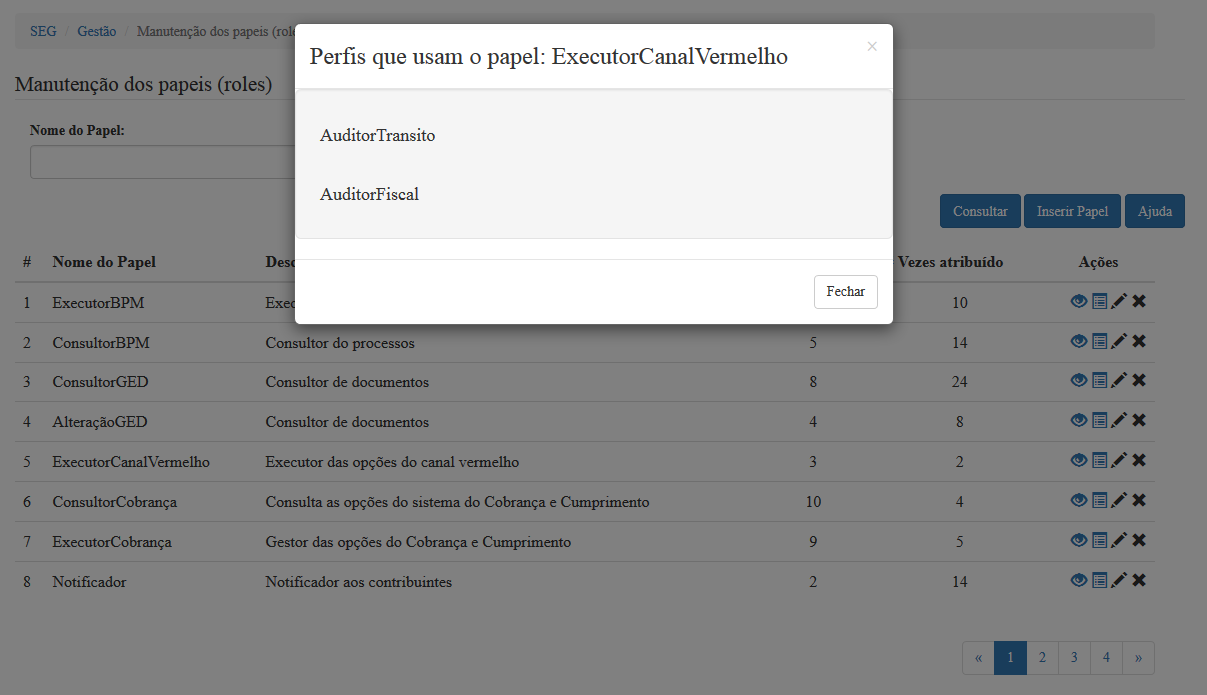 SEG / Gestão / Manutenção dos papeis (role
Perfis que usam o papel: ExecutorCanalVermelho ×
Manutenção dos papeis (roles)
AuditorTransito
Nome do Papel:
AuditorFiscal
Consultar Inserir Papel Ajuda
# Nome do Papel Desc Vezes atribuído Ações
Fechar
1 ExecutorBPM Exec 10
2 ConsultorBPM Consultor do processos 5 14
3 ConsultorGED Consultor de documentos 8 24
4 AlteraçãoGED Consultor de documentos 4 8
5 ExecutorCanalVermelho Executor das opções do canal vermelho 3 2
6 ConsultorCobrança Consulta as opções do sistema do Cobrança e Cumprimento 10 4
7 ExecutorCobrança Gestor das opções do Cobrança e Cumprimento 9 5
8 Notificador Notificador aos contribuintes 2 14
« 1 2 3 4 »